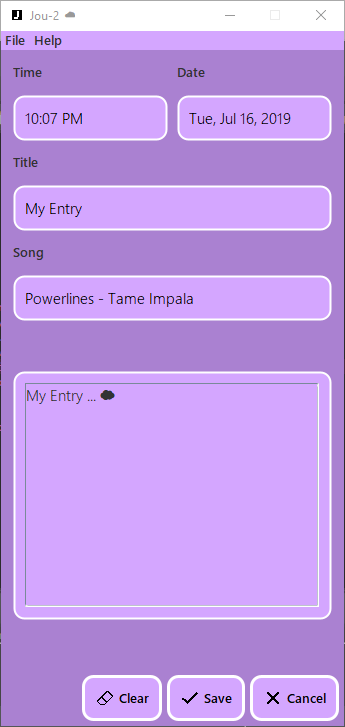 J Jou-2 ☁
File Help
Time Date
10:07 PM Tue, Jul 16, 2019
Title
My Entry
Song
Powerlines - Tame Impala
My Entry ... ☁
Clear Save Cancel